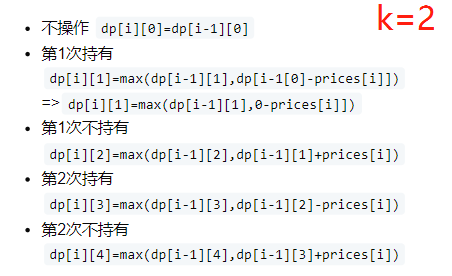 k=2
不操作 dp[i][0]=dp[i-1][0]
第1次持有
dp[i][1]=max(dp[i-1][1],dp[i-1[0]-prices[i]])
=> dp[i][1]=max(dp[i-1][1],0-prices[i]])
第1次不持有
dp[i][2]=max(dp[i-1][2],dp[i-1][1]+prices[i])
第2次持有
dp[i][3]=max(dp[i-1][3],dp[i-1][2]-prices[i])
第2次不持有
dp[i][4]=max(dp[i-1][4],dp[i-1][3]+prices[i])